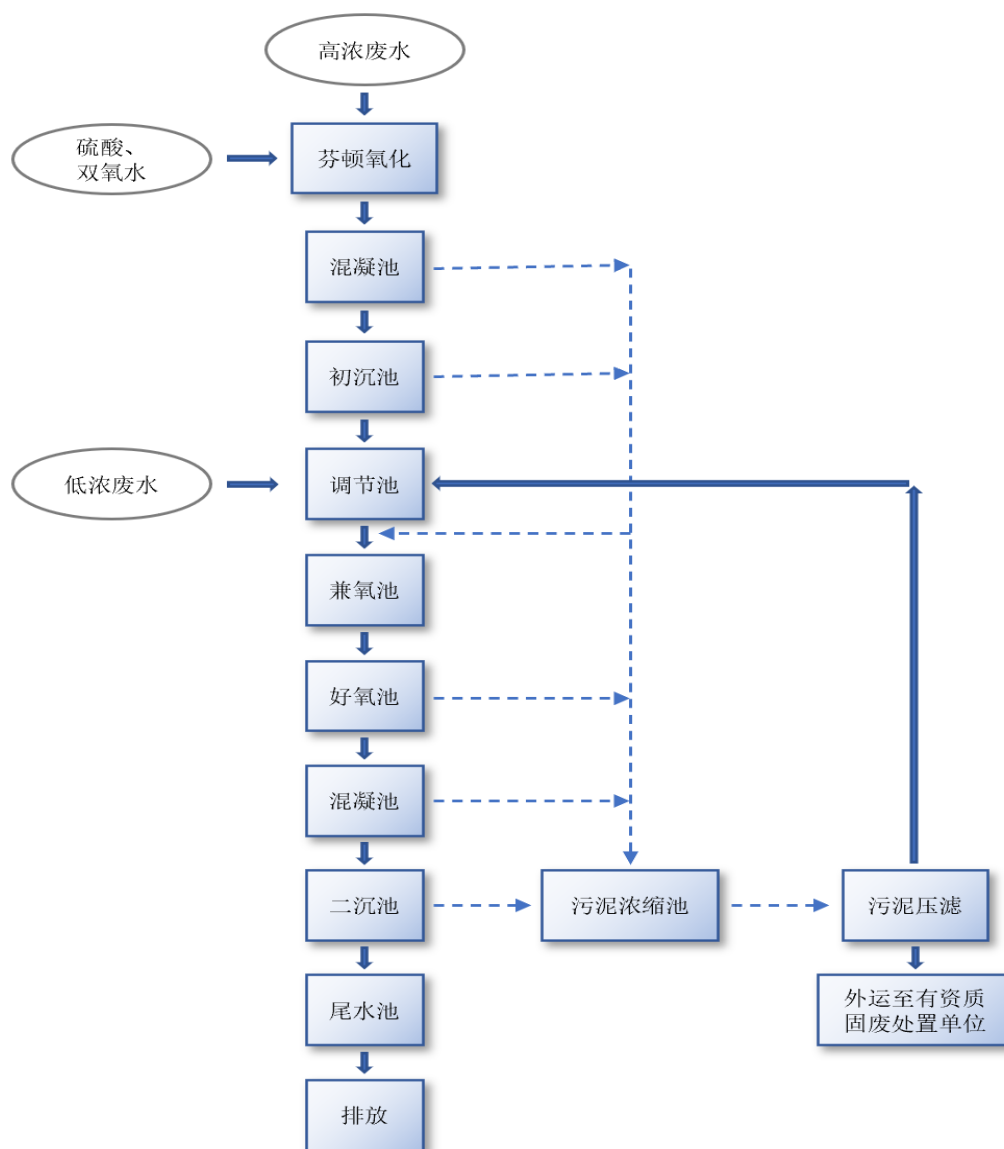 高浓废水
硫酸、
双氧水
芬顿氧化
混凝池
初沉池
低浓废水
调节池
兼氧池
好氧池
混凝池
二沉池
污泥浓缩池
污泥压滤
尾水池
外运至有资质
固废处置单位
排放